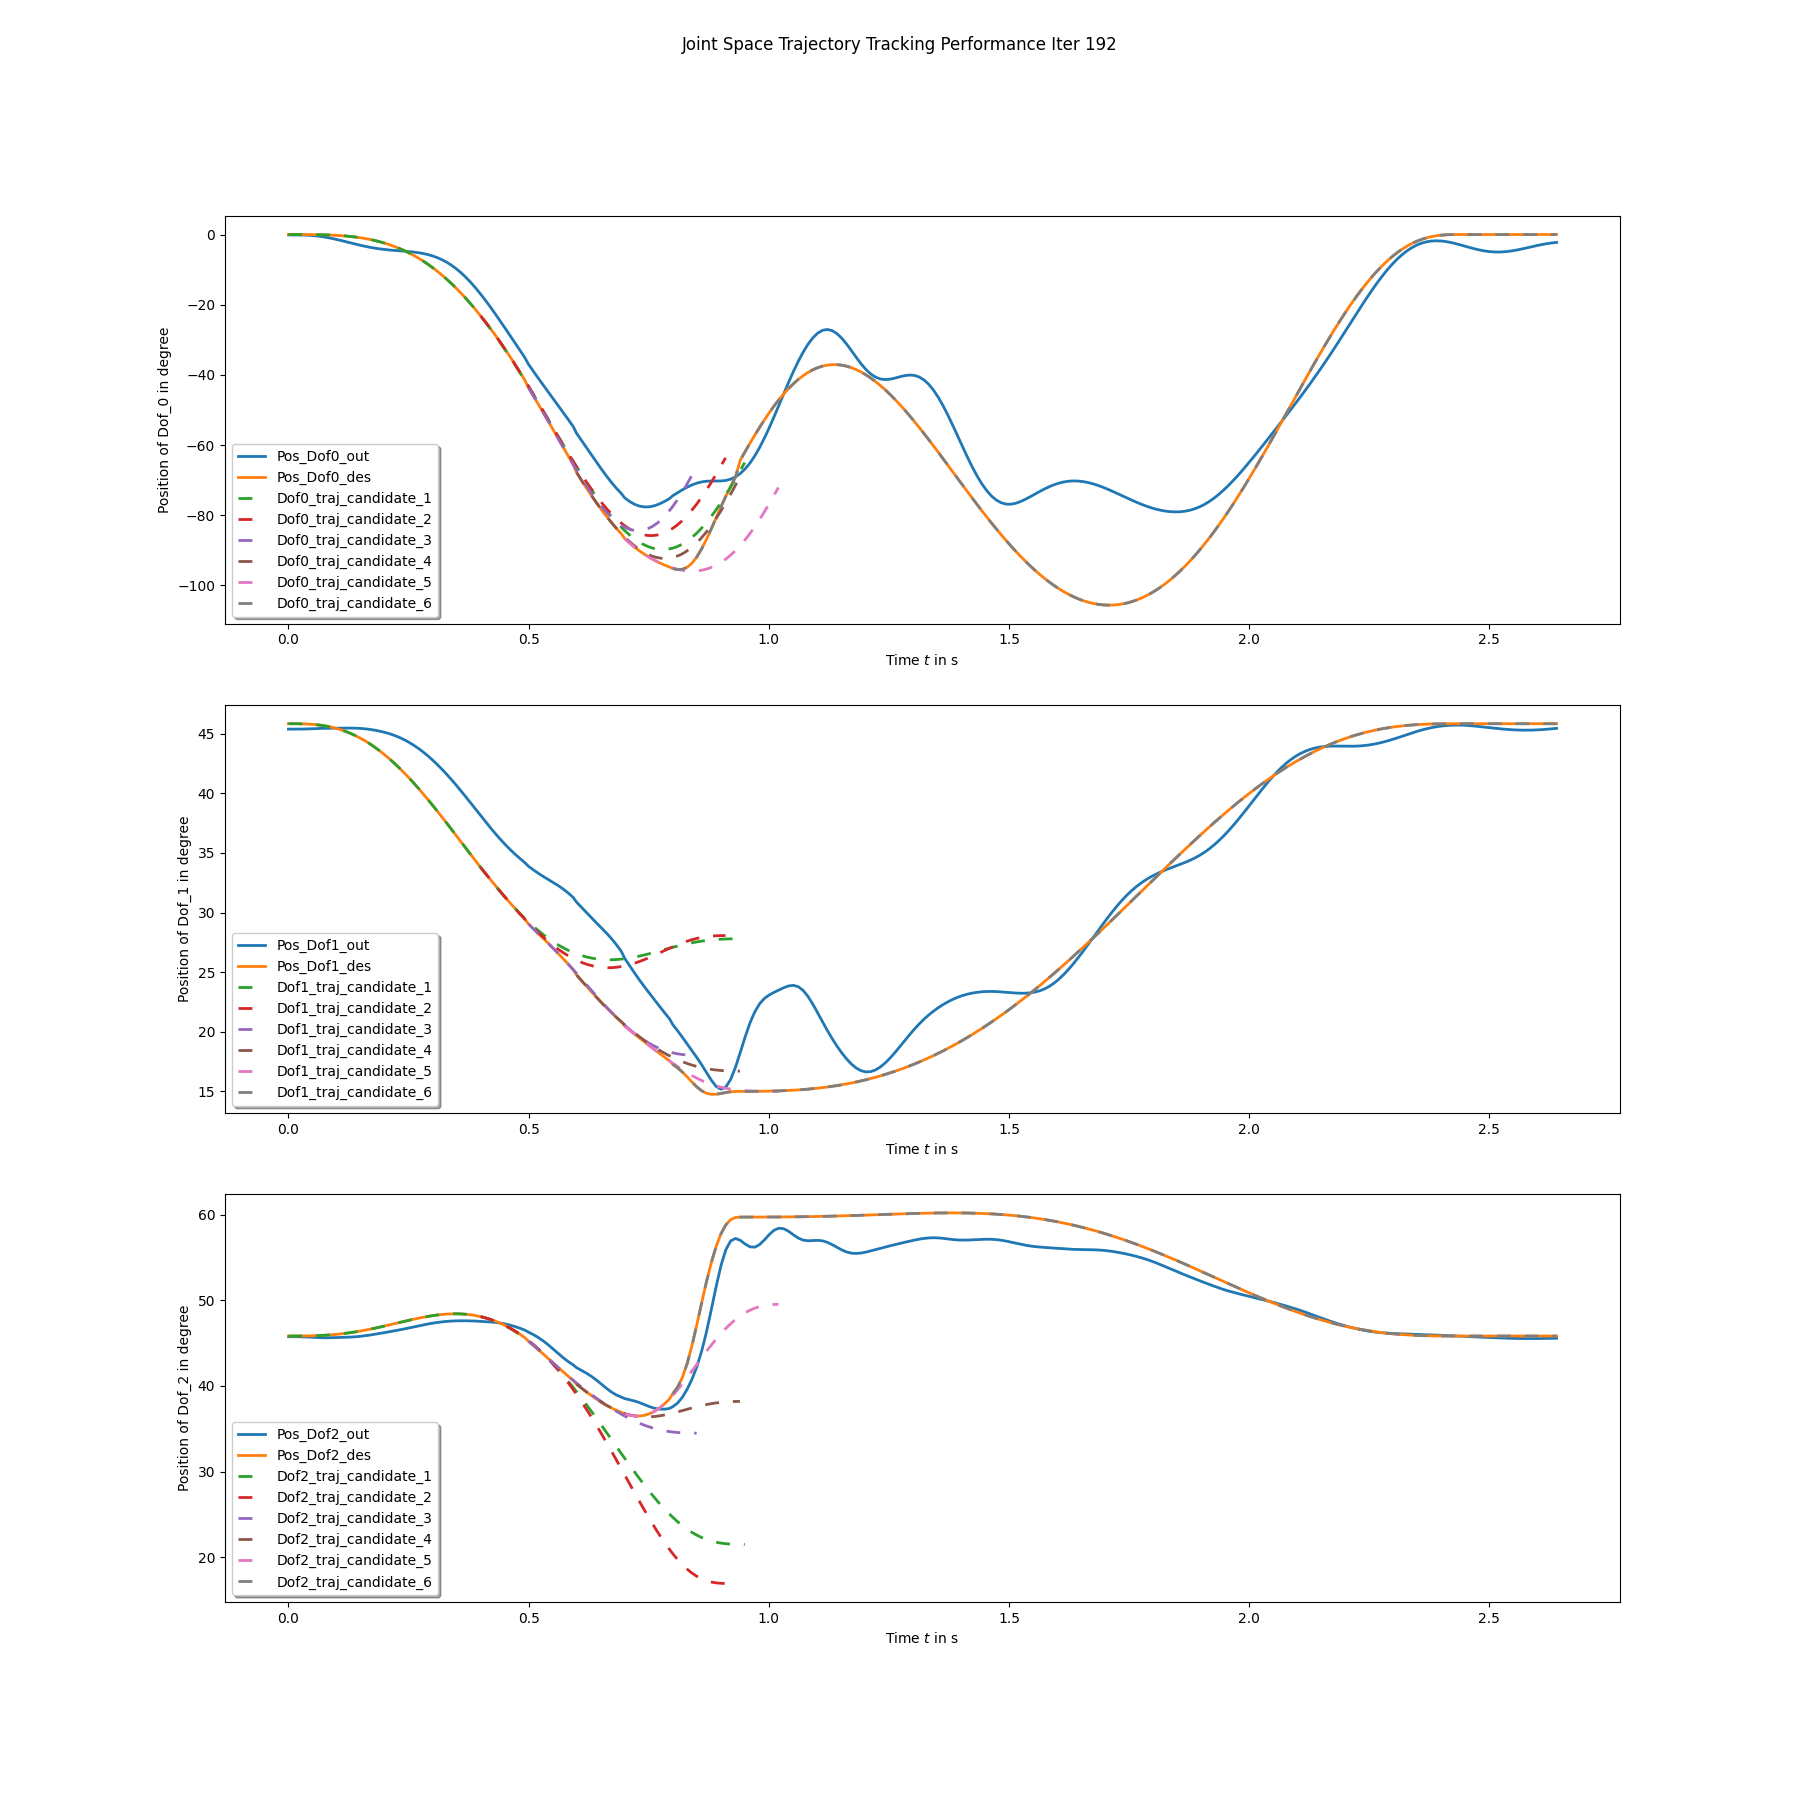 Joint Space Trajectory Tracking Performance Iter 192
0
−20
−40
−60
−80
−100
Position of Dof_0 in degree
Pos_Dof0_out
Pos_Dof0_des
Dof0_traj_candidate_1
Dof0_traj_candidate_2
Dof0_traj_candidate_3
Dof0_traj_candidate_4
Dof0_traj_candidate_5
Dof0_traj_candidate_6
0.0 0.5 1.0 1.5 2.0 2.5
Time t in s
45
40
35
30
25
20
15
Position of Dof_1 in degree
Pos_Dof1_out
Pos_Dof1_des
Dof1_traj_candidate_1
Dof1_traj_candidate_2
Dof1_traj_candidate_3
Dof1_traj_candidate_4
Dof1_traj_candidate_5
Dof1_traj_candidate_6
0.0 0.5 1.0 1.5 2.0 2.5
Time t in s
60
50
40
30
20
Position of Dof_2 in degree
Pos_Dof2_out
Pos_Dof2_des
Dof2_traj_candidate_1
Dof2_traj_candidate_2
Dof2_traj_candidate_3
Dof2_traj_candidate_4
Dof2_traj_candidate_5
Dof2_traj_candidate_6
0.0 0.5 1.0 1.5 2.0 2.5
Time t in s